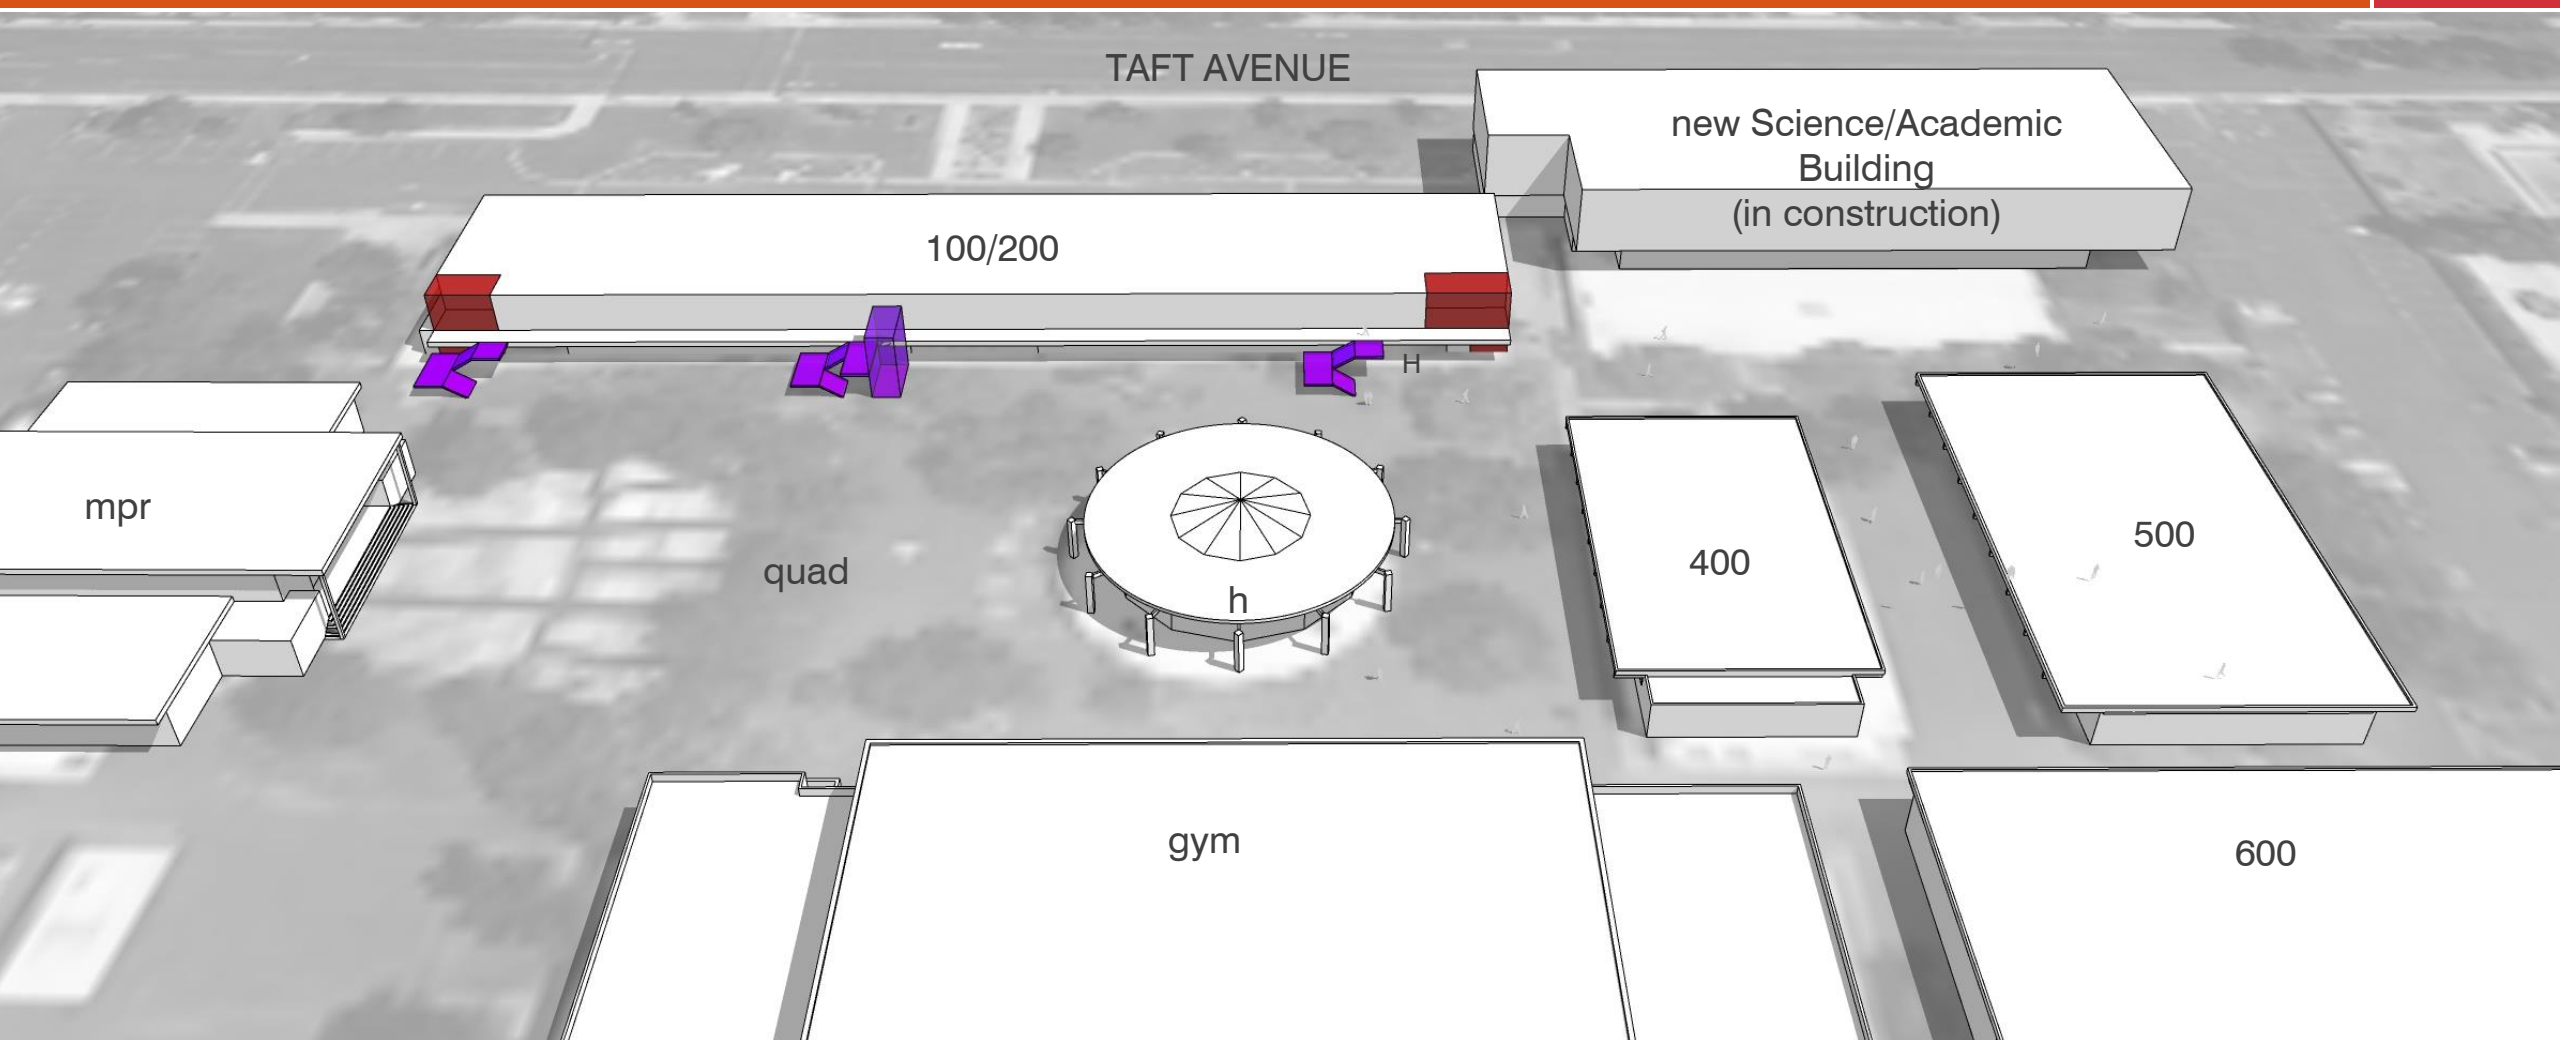 TAFT AVENUE
new Science/Academic
Building
(in construction)
100/200
H
mpr
quad
h
400
500
gym
600